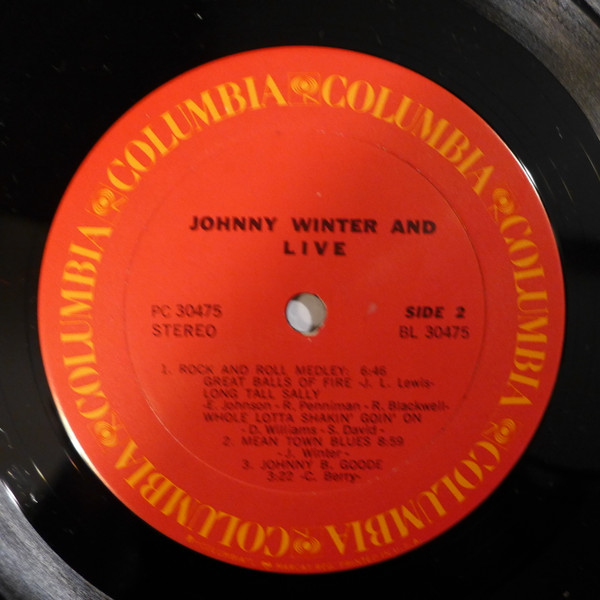 COLUMBIA COLUMBIA COLUMBIA COLUMBIA COLUMBIA COLUMBIA
JOHNNY WINTER AND
LIVE
PC 30475 SIDE 2
STEREO BL 30475
1. ROCK AND ROLL MEDLEY: 6:46
GREAT BALLS OF FIRE -J. L. Lewis-
LONG TALL SALLY
-E. Johnson - R. Penniman - R. Blackwell-
WHOLE LOTTA SHAKIN' GOIN' ON
- D. Williams - S. David -
2. MEAN TOWN BLUES 8:59
- J. Winter-
3. JOHNNY B. GOODE
3:22 -C. Berry-